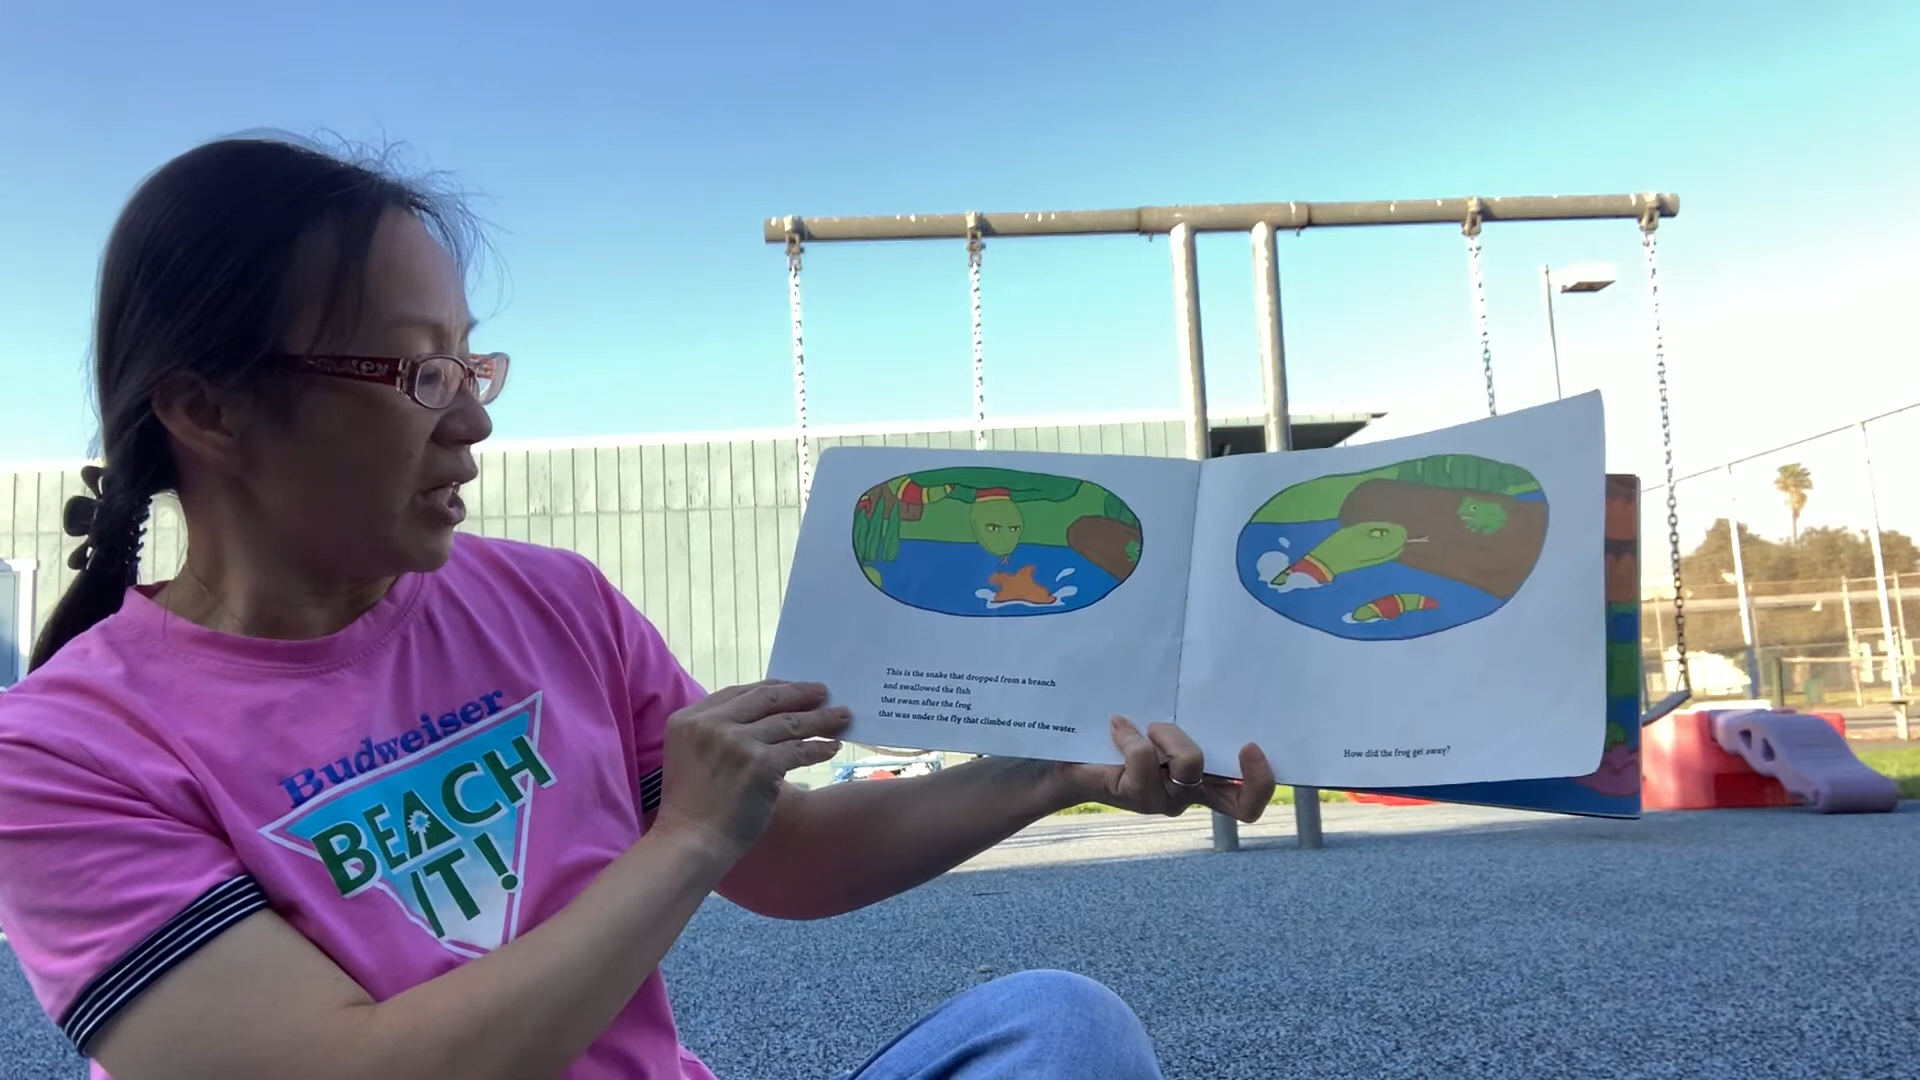 Budweiser
BEACH
IT!
This is the snake that dropped from a branch
and swallowed the fish
that swam after the frog
that was under the fly that climbed out of the water.
How did the frog get away?